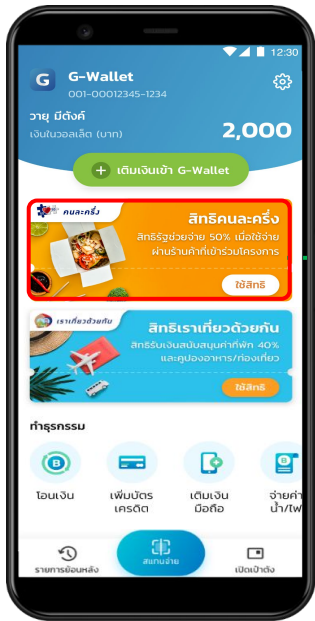 12:30
G
G-Wallet
001-00012345-1234
วายุ มีตังค์
เงินในวอลเล็ต (บาท)
2,000
+ เติมเงินเข้า G-Wallet
คนละครึ่ง
สิทธิคนละครึ่ง
สิทธิรัฐช่วยจ่าย 50% เมื่อใช้จ่าย
ผ่านร้านค้าที่เข้าร่วมโครงการ
ใช้สิทธิ
เราเที่ยวด้วยกัน
สิทธิเราเที่ยวด้วยกัน
สิทธิรับเงินสนับสนุนค่าที่พัก 40%
และคูปองอาหาร/ท่องเที่ยว
ใช้สิทธิ
ทำธุรกรรม
B
B
โอนเงิน
เพิ่มบัตร
เครดิต
เติมเงิน
มือถือ
จ่ายค่า
น้ำ/ไฟ
รายการย้อนหลัง
สแกนจ่าย
เปิดเป๋าตัง